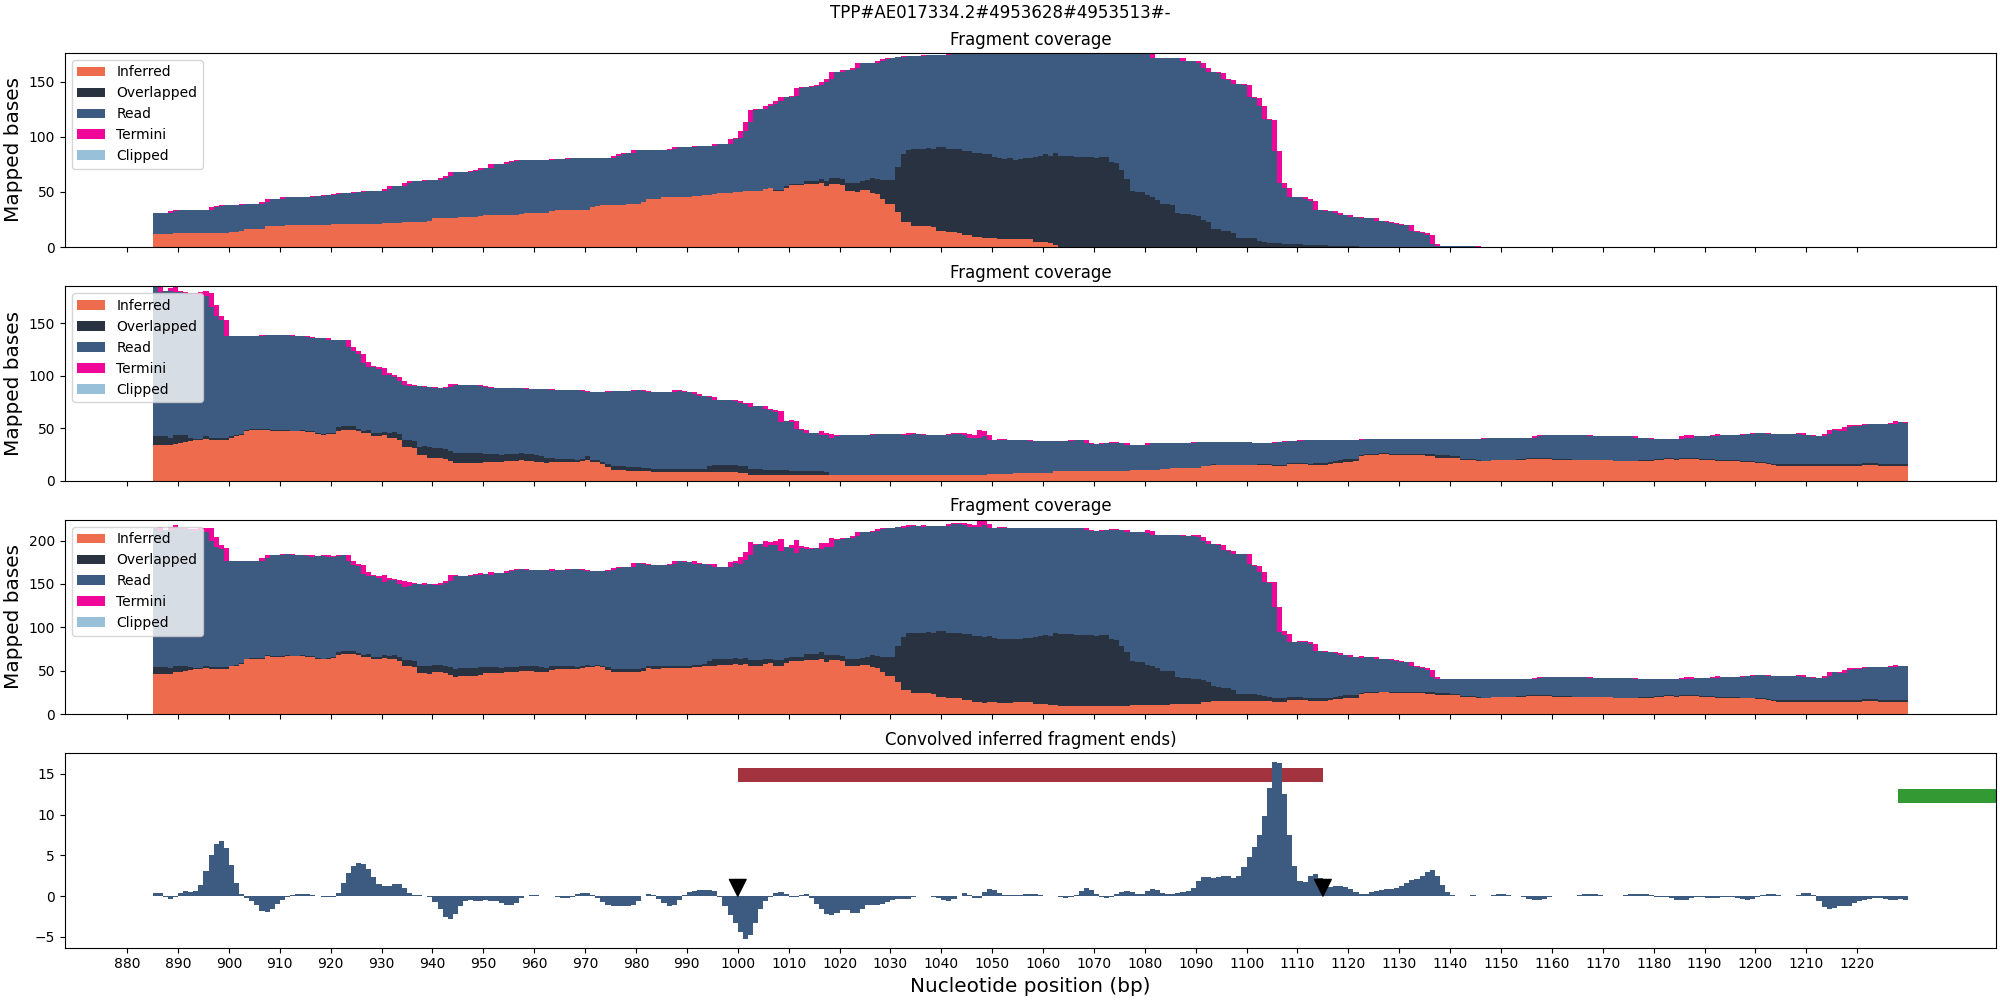 TPP#AE017334.2#4953628#4953513#-
Fragment coverage
Mapped bases
150
100
50
0
Inferred
Overlapped
Read
Termini
Clipped
Fragment coverage
Mapped bases
150
100
50
0
Inferred
Overlapped
Read
Termini
Clipped
Fragment coverage
Mapped bases
200
150
100
50
0
Inferred
Overlapped
Read
Termini
Clipped
Convolved inferred fragment ends)
15
10
5
0
−5
880 890 900 910 920 930 940 950 960 970 980 990 1000 1010 1020 1030 1040 1050 1060 1070 1080 1090 1100 1110 1120 1130 1140 1150 1160 1170 1180 1190 1200 1210 1220
Nucleotide position (bp)